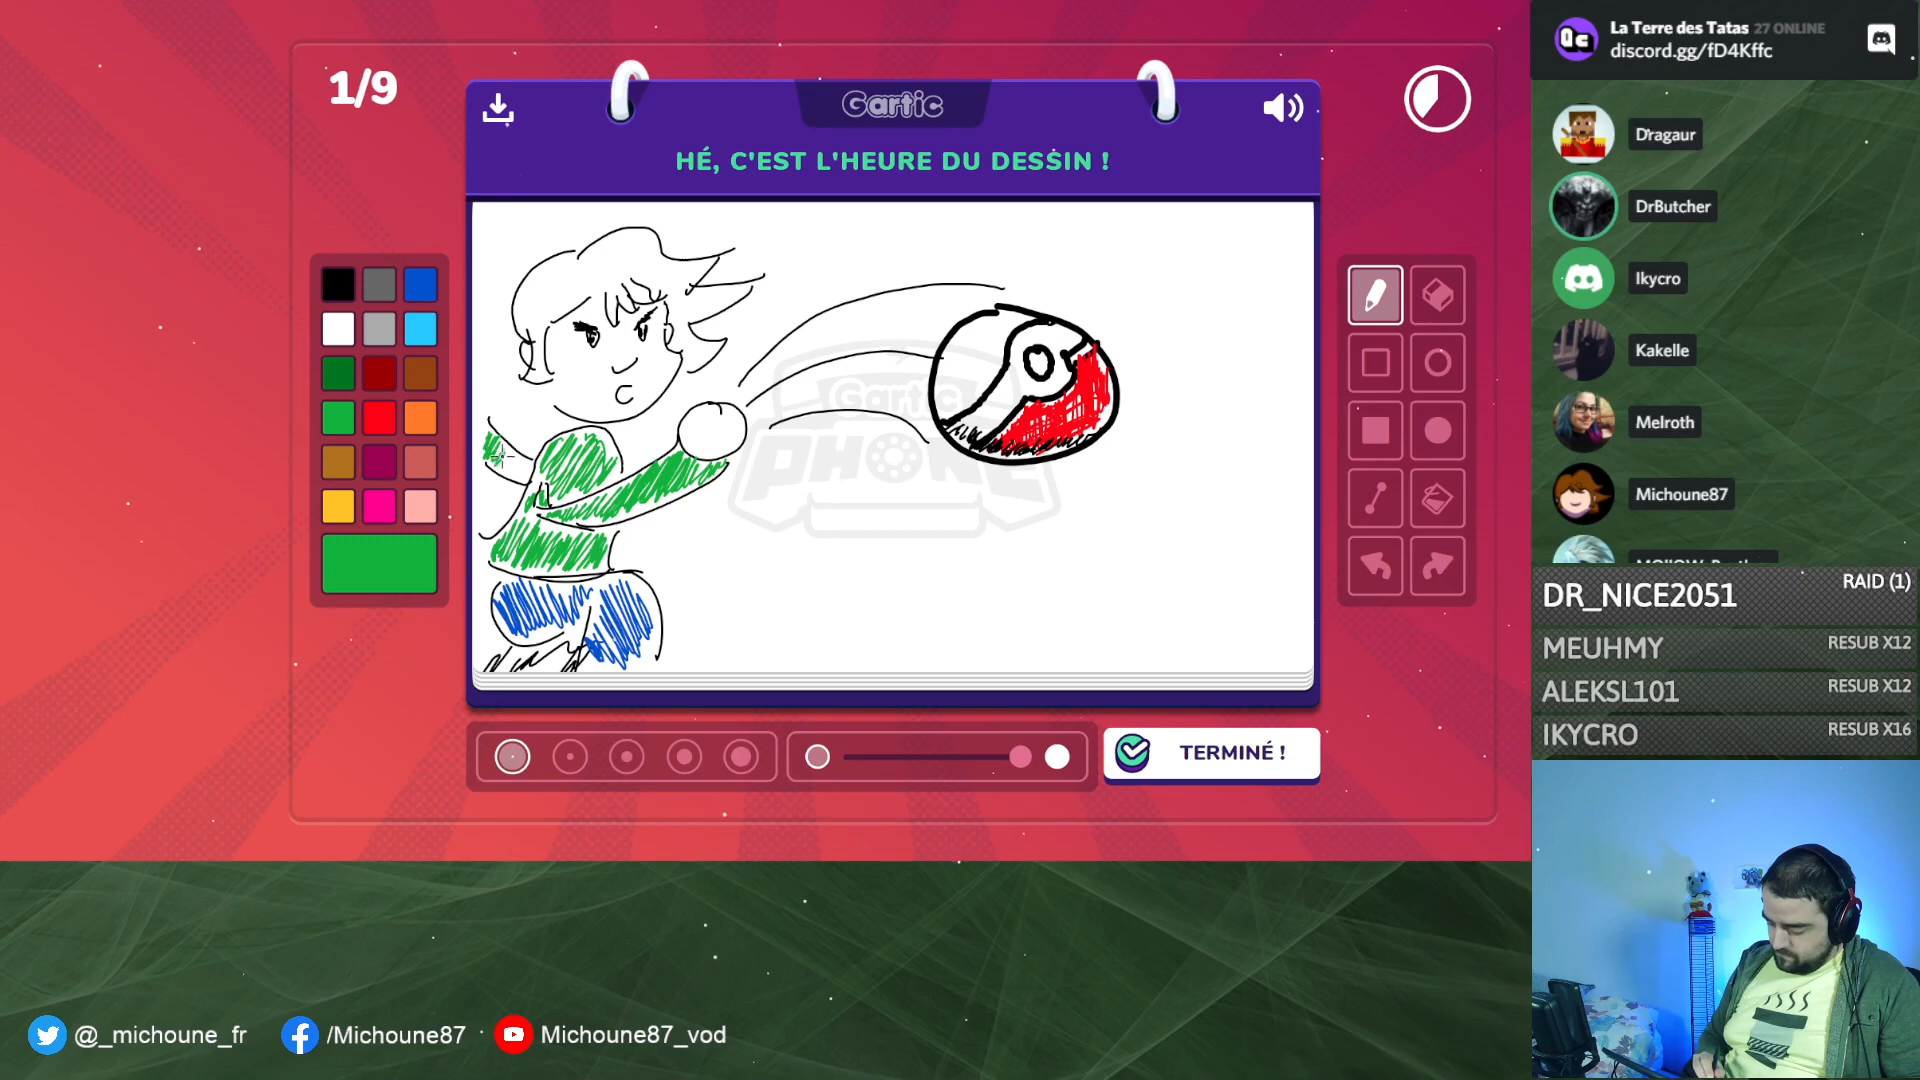 1/9
Gartic
HÉ, C'EST L'HEURE DU DESSIN !
Gartic
PHONE
TERMINÉ !
La Terre des Tatas 27 ONLINE
discord.gg/fD4Kffc
Dragaur
DrButcher
Ikycro
Kakelle
Melroth
Michoune87
DR_NICE2051 RAID (1)
MEUHMY RESUB X12
ALEKSL101 RESUB X12
IKYCRO RESUB X16
@_michoune_fr
/Michoune87
Michoune87_vod